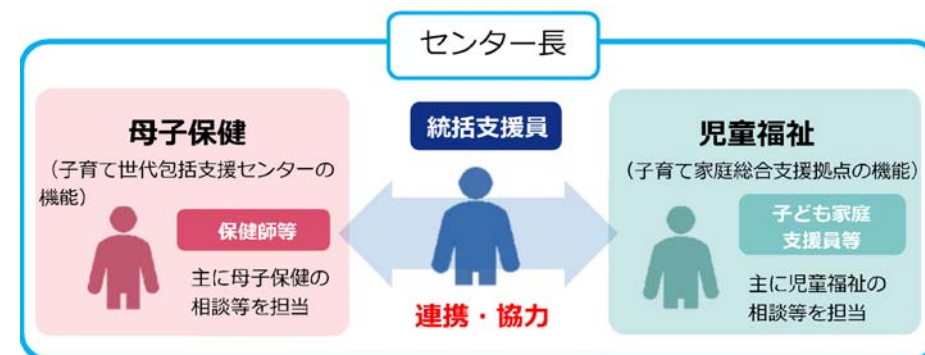 センター長
母子保健
（子育て世代包括支援センターの
機能）
保健師等
主に母子保健の
相談等を担当
統括支援員
連携・協力
児童福祉
（子育て家庭総合支援拠点の機能）
子ども家庭
支援員等
主に児童福祉の
相談等を担当